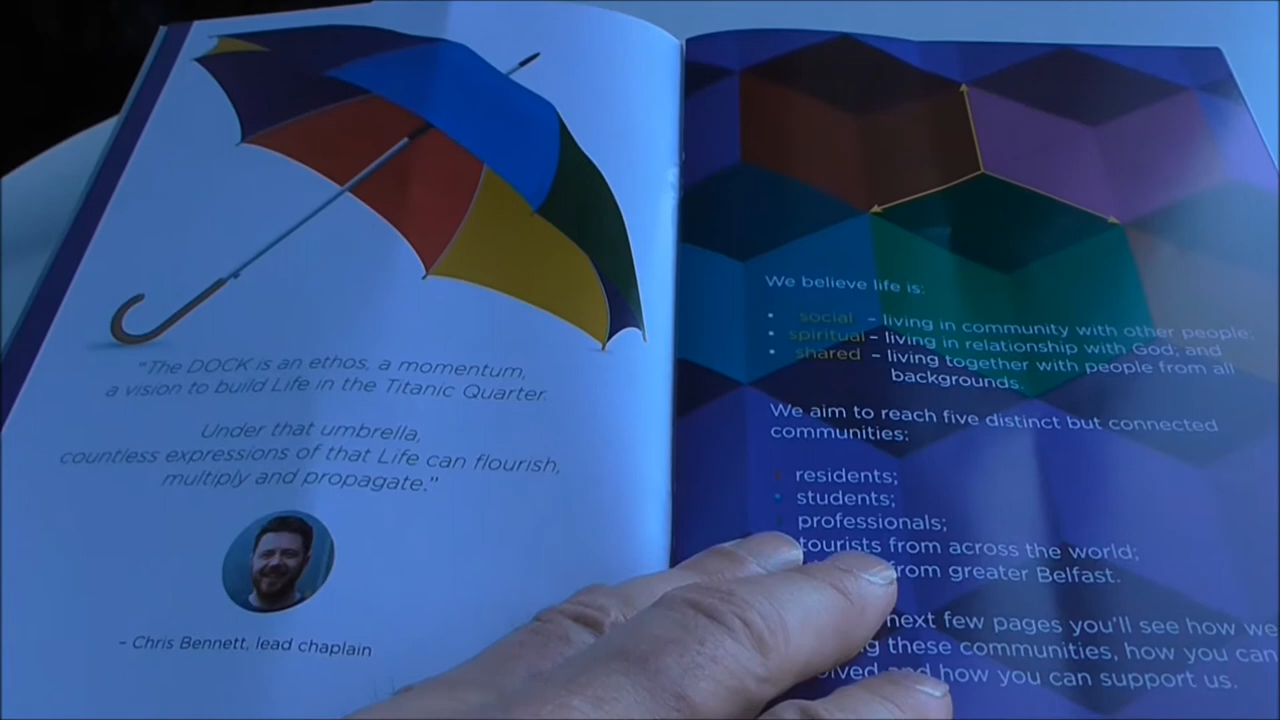 "The DOCK is an ethos, a momentum,
a vision to build Life in the Titanic Quarter.
Under that umbrella,
countless expressions of that Life can flourish,
multiply and propagate."
– Chris Bennett, lead chaplain
We believe life is:
• social – living in community with other people;
• spiritual – living in relationship with God; and
• shared – living together with people from all
backgrounds.
We aim to reach five distinct but connected
communities:
• residents;
• students;
• professionals;
tourists from across the world;
from greater Belfast.
next few pages you'll see how we
these communities, how you can
and how you can support us.